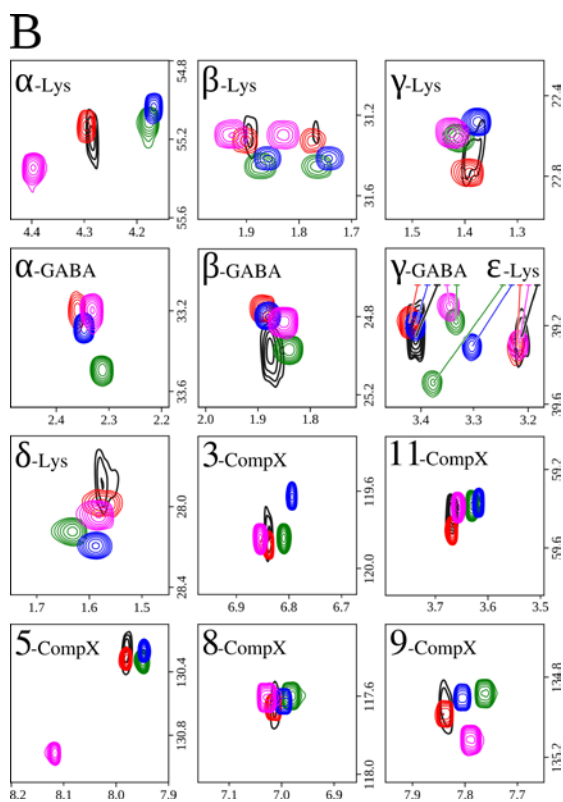 B
α-Lys
β-Lys
γ-Lys
54.8
55.2
55.6
4.4 4.3 4.2
31.2
31.6
1.9 1.8 1.7
22.4
22.8
1.5 1.4 1.3
α-GABA
β-GABA
γ-GABA ε-Lys
33.2
33.6
2.4 2.3 2.2
24.8
25.2
2.0 1.9 1.8
39.2
39.6
3.4 3.3 3.2
δ-Lys
3-CompX
11-CompX
28.0
28.4
1.7 1.6 1.5
119.6
120.0
6.9 6.8 6.7
59.2
59.6
3.7 3.6 3.5
5-CompX
8-CompX
9-CompX
130.4
130.8
8.2 8.1 8.0 7.9
117.6
118.0
7.1 7.0 6.9
134.8
135.2
7.9 7.8 7.7